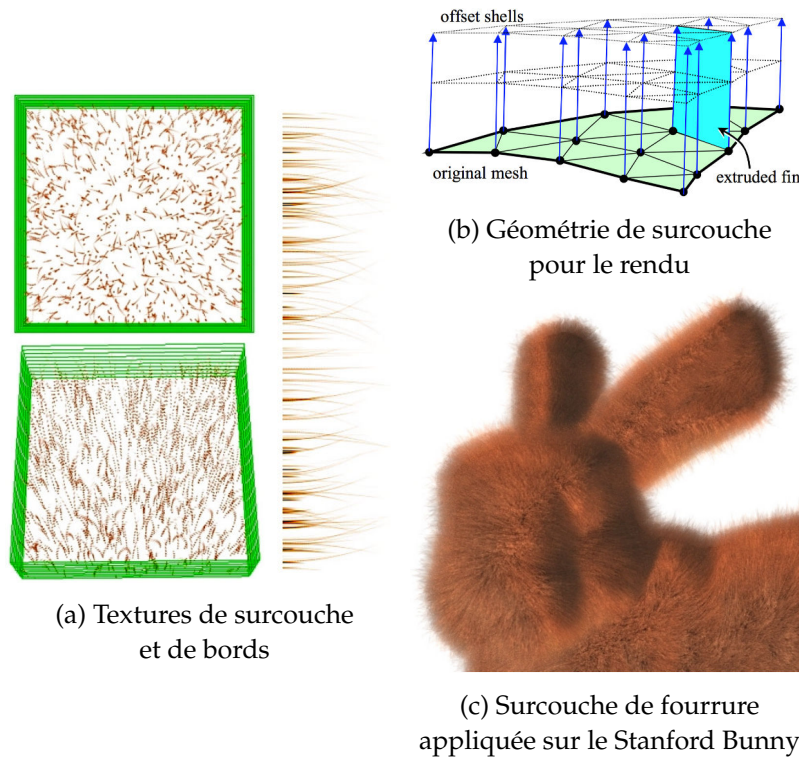 offset shells
original mesh
extruded fin
(b) Géométrie de surcouche
pour le rendu
(a) Textures de surcouche
et de bords
(c) Surcouche de fourrure
appliquée sur le Stanford Bunny